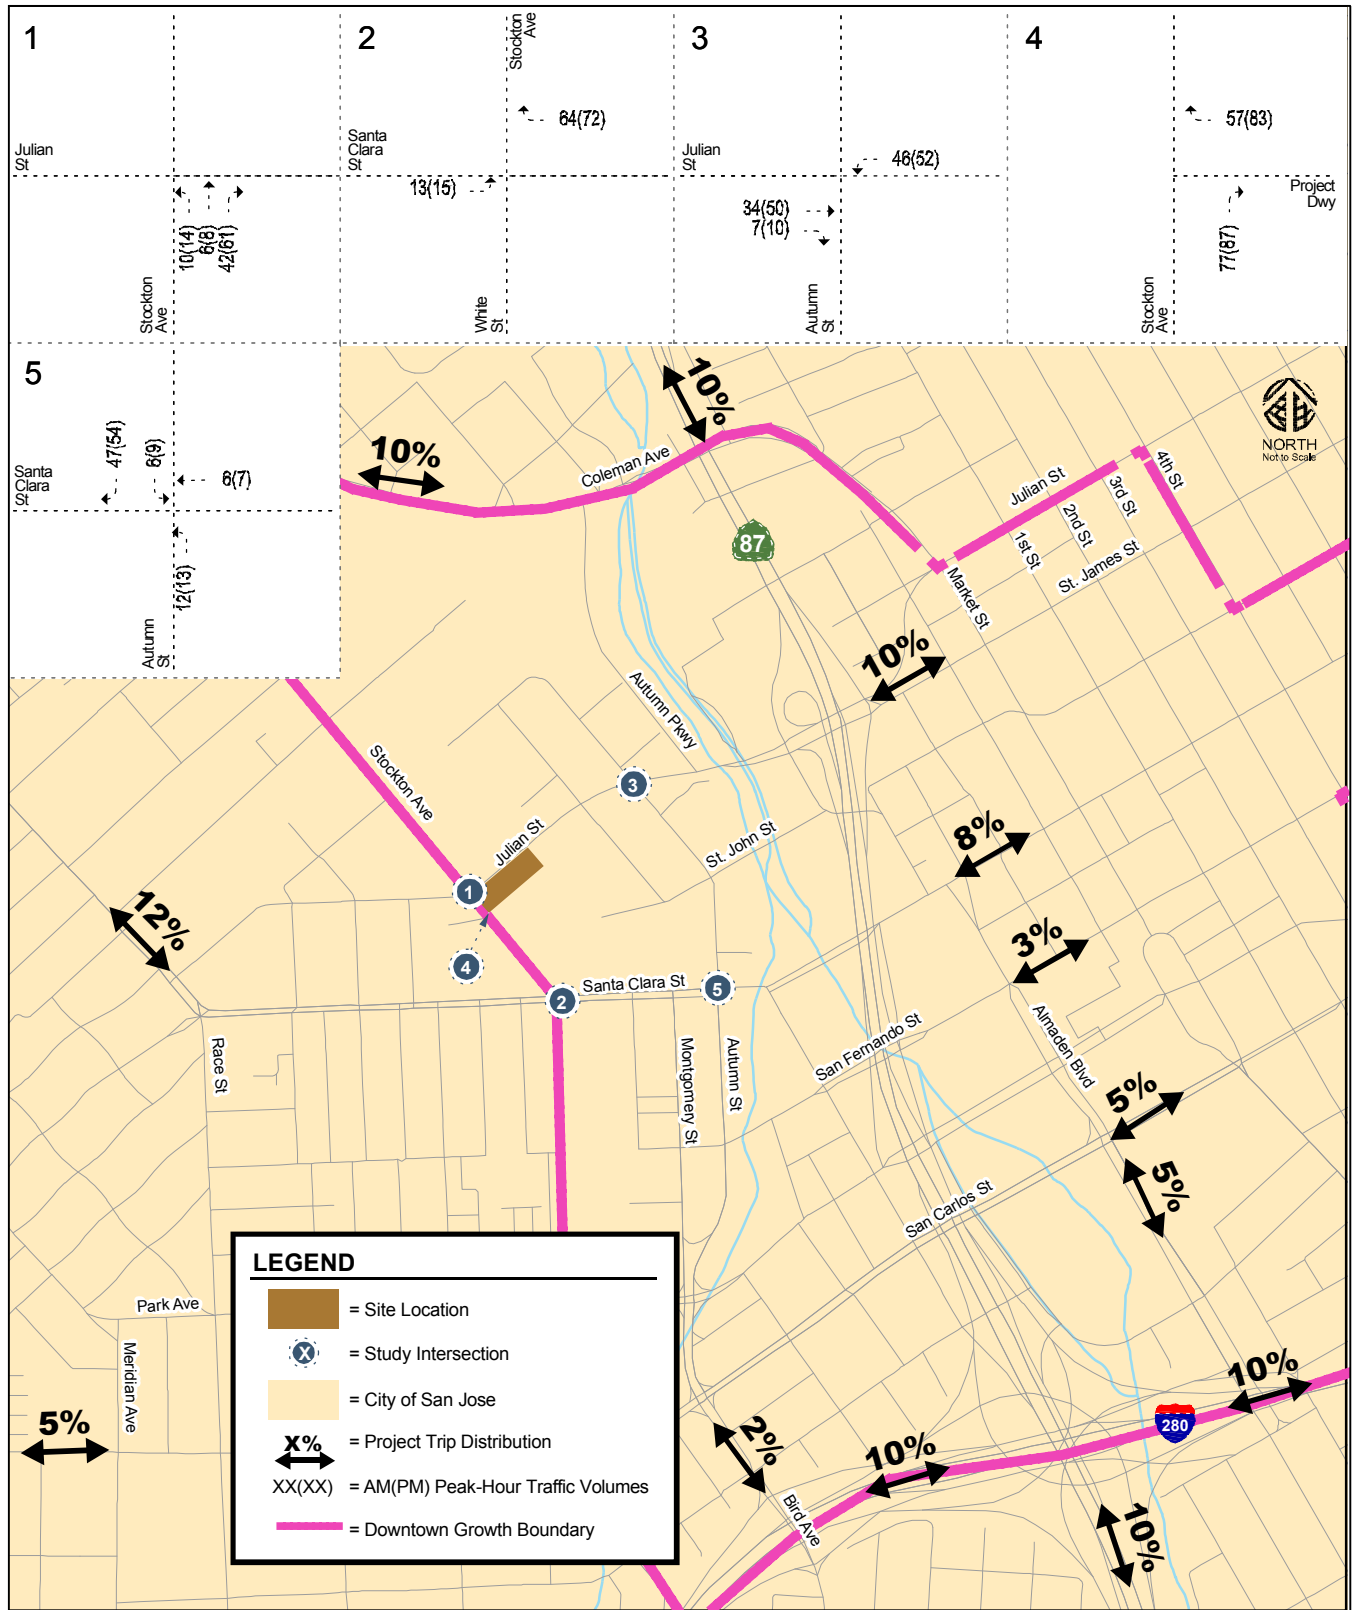 1
Julian
St
10(14)
6(8)
42(61)
Stockton
Ave
2
Stockton
Ave
64(72)
Santa
Clara
St
13(15)
White
St
3
Julian
St
46(52)
34(50)
7(10)
Autumn
St
4
57(83)
Project
Dwy
77(87)
Stockton
Ave
5
47(54)
6(9)
Santa
Clara
St
6(7)
12(13)
Autumn
St
10%
10%
Coleman Ave
NORTH
Not to Scale
87
Julian St
4th St
3rd St
2nd St
1st St
St. James St
Market St
10%
Autumn Pkwy
Stockton Ave
3
Julian St
St. John St
8%
1
12%
3%
4
Santa Clara St
5
2
Almaden Blvd
San Fernando St
Race St
Montgomery St
Autumn St
5%
5%
San Carlos St
Park Ave
Meridian Ave
5%
2%
10%
10%
280
Bird Ave
10%
LEGEND
= Site Location
X = Study Intersection
= City of San Jose
X% = Project Trip Distribution
XX(XX) = AM(PM) Peak-Hour Traffic Volumes
= Downtown Growth Boundary